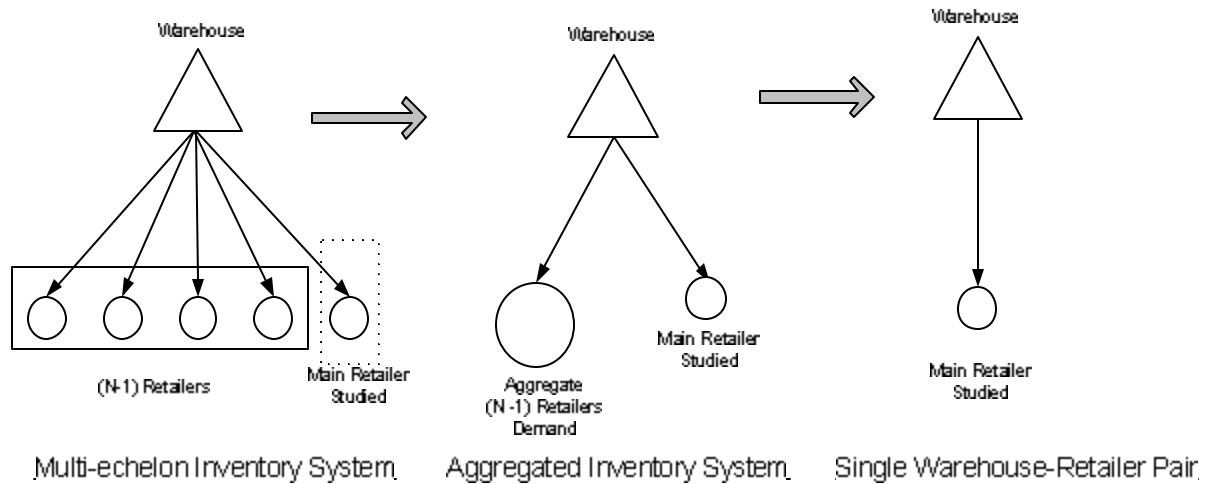 Warehouse
(N-1) Retailers
Main Retailer
Studied
Multi-echelon Inventory System
Warehouse
Aggregate
(N-1) Retailers
Demand
Main Retailer
Studied
Aggregated Inventory System
Warehouse
Main Retailer
Studied
Single Warehouse-Retailer Pair